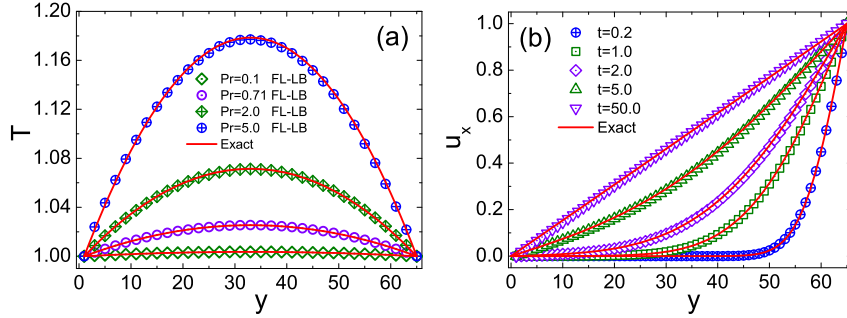 1.20
1.16
1.12
1.08
1.04
1.00
T
(a)
Pr=0.1 FL-LB
Pr=0.71 FL-LB
Pr=2.0 FL-LB
Pr=5.0 FL-LB
Exact
0 10 20 30 40 50 60
y
1.0
0.8
0.6
0.4
0.2
0.0
uₓ
(b)
t=0.2
t=1.0
t=2.0
t=5.0
t=50.0
Exact
0 10 20 30 40 50 60
y